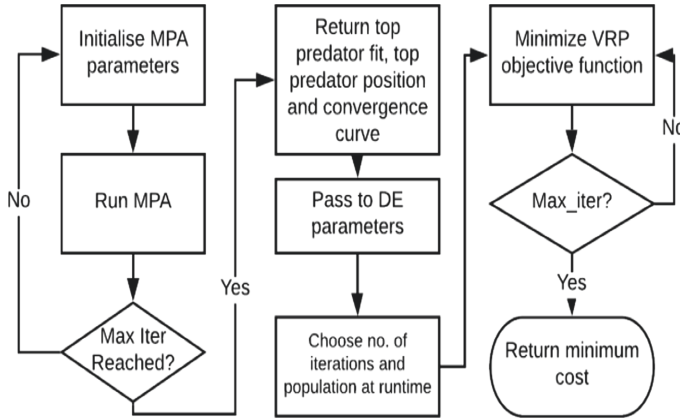 Initialise MPA
parameters
Run MPA
No
Max Iter
Reached?
Yes
Return top
predator fit, top
predator position
and convergence
curve
Pass to DE
parameters
Choose no. of
iterations and
population at runtime
Minimize VRP
objective function
No
Max_iter?
Yes
Return minimum
cost